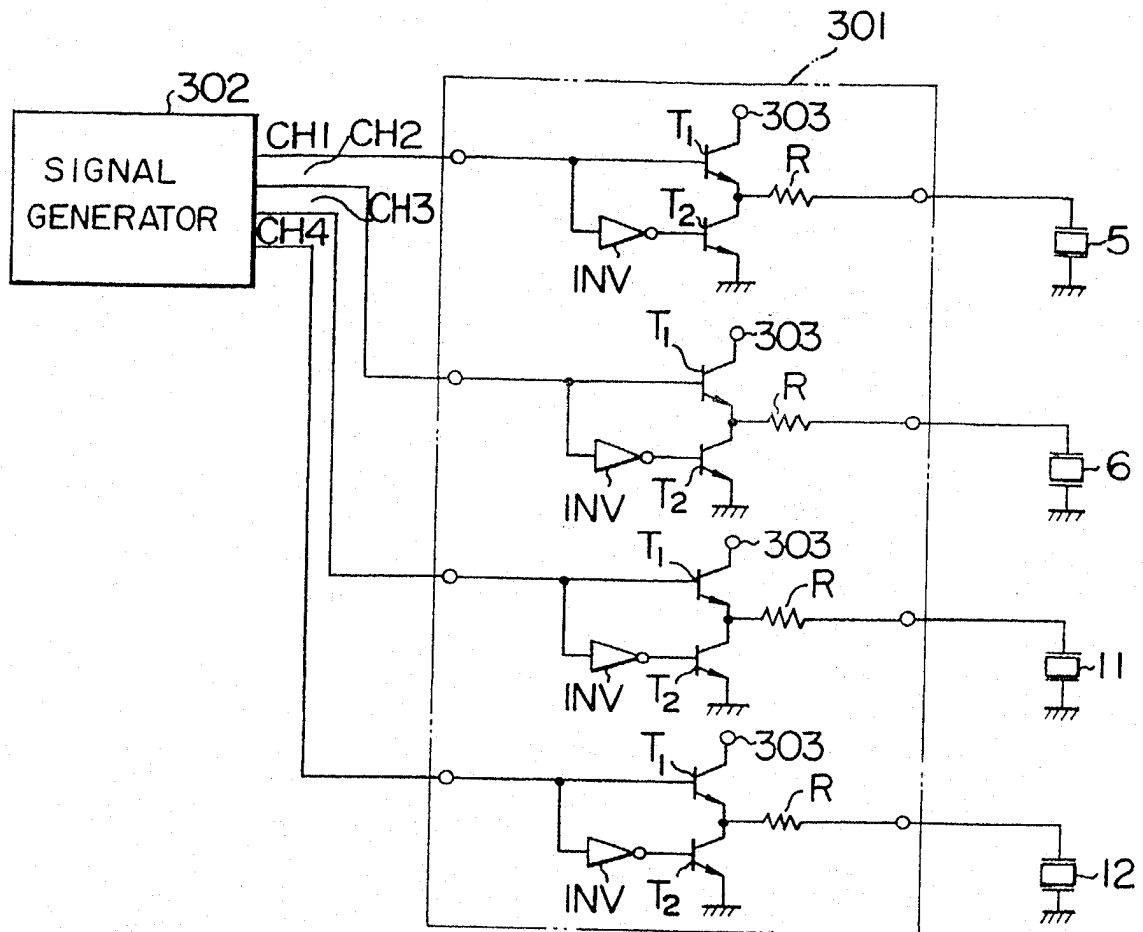 301
302
CH1 CH2
SIGNAL
GENERATOR
CH3
CH4
T1
303
R
T2
INV
5
T1
303
R
INV
T2
6
T1
303
R
INV
T2
11
T1
303
R
INV
T2
12